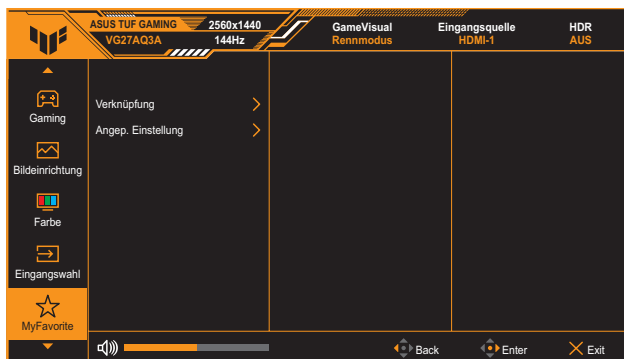 ASUS TUF GAMING 2560x1440 GameVisual Eingangsquelle HDR
VG27AQ3A 144Hz Rennmodus HDMI-1 AUS
Gaming
Verknüpfung
Angep. Einstellung
Bildeinrichtung
Farbe
Eingangswahl
MyFavorite
Back Enter Exit